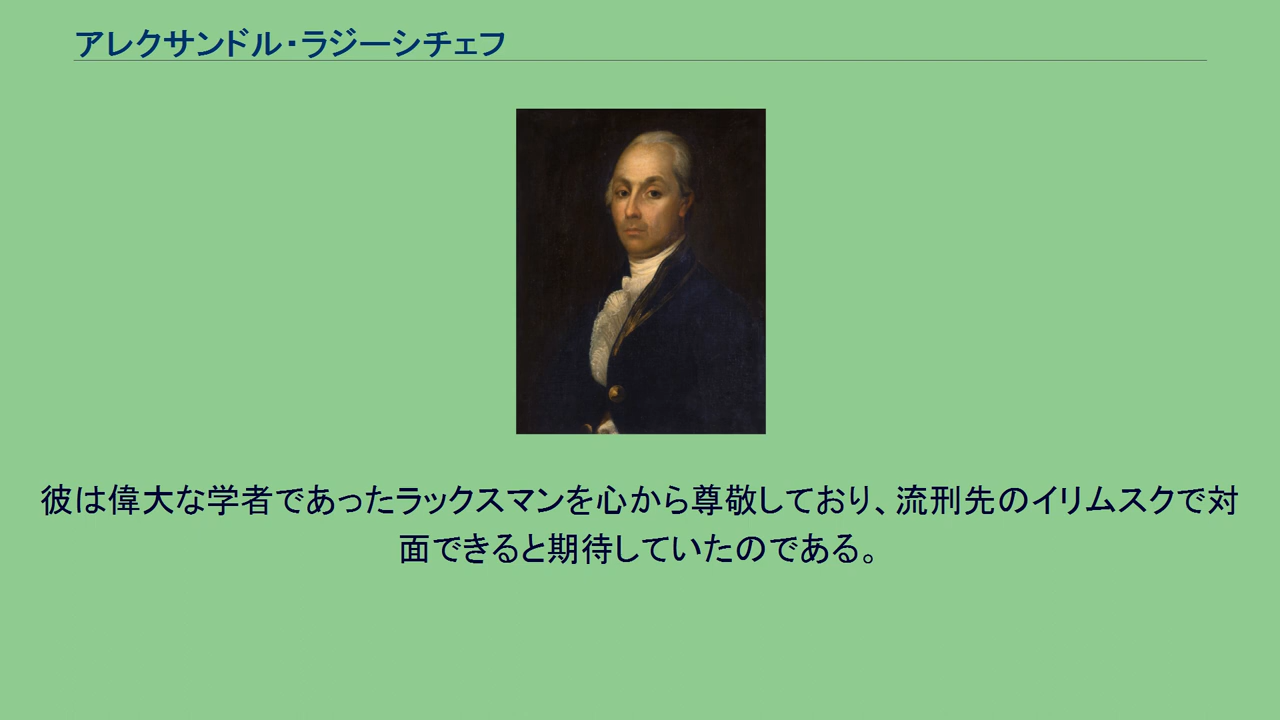 アレクサンドル・ラジーシチェフ
彼は偉大な学者であったラックスマンを心から尊敬しており、流刑先のイリムスクで対
面できると期待していたのである。